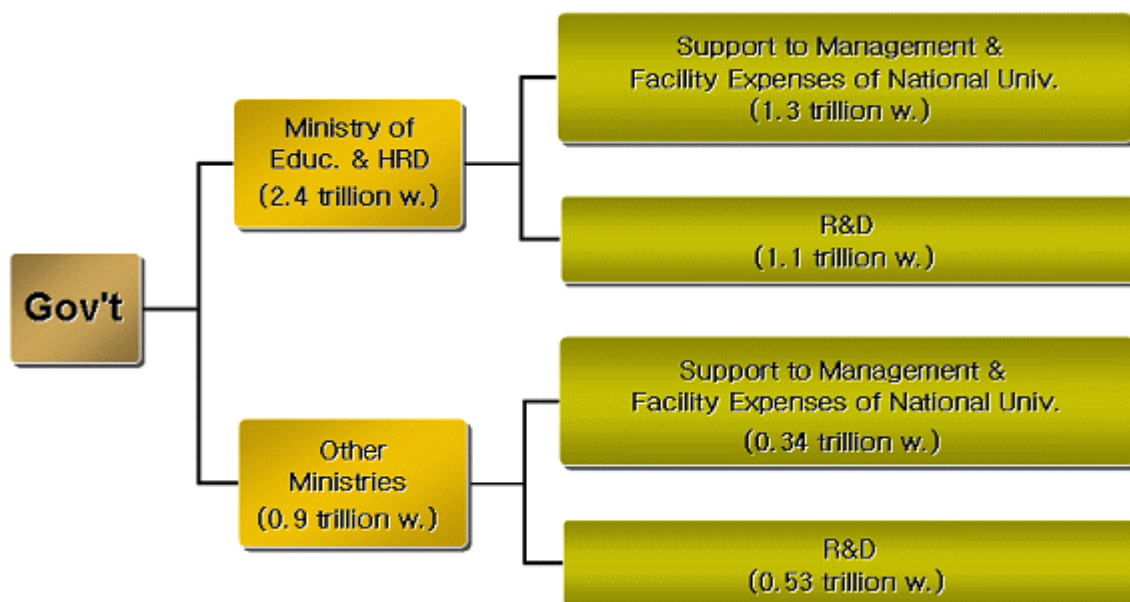 Gov't
Ministry of
Educ. & HRD
(2.4 trillion w.)
Support to Management &
Facility Expenses of National Univ.
(1.3 trillion w.)
R&D
(1.1 trillion w.)
Other
Ministries
(0.9 trillion w.)
Support to Management &
Facility Expenses of National Univ.
(0.34 trillion w.)
R&D
(0.53 trillion w.)